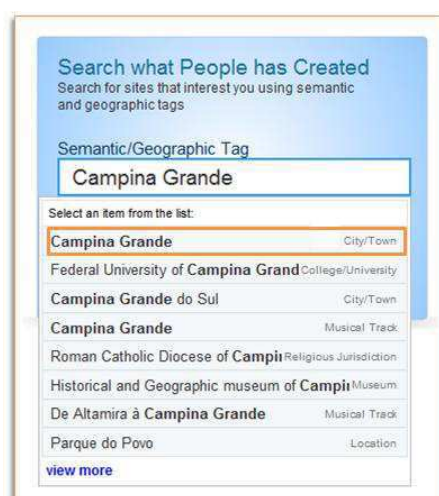 Search what People has Created
Search for sites that interest you using semantic
and geographic tags
Semantic/Geographic Tag
Campina Grande
Select an item from the list:
Campina Grande City/Town
Federal University of Campina Grand College/University
Campina Grande do Sul City/Town
Campina Grande Musical Track
Roman Catholic Diocese of Campin Religious Jurisdiction
Historical and Geographic museum of Campin Museum
De Altamira à Campina Grande Musical Track
Parque do Povo Location
view more